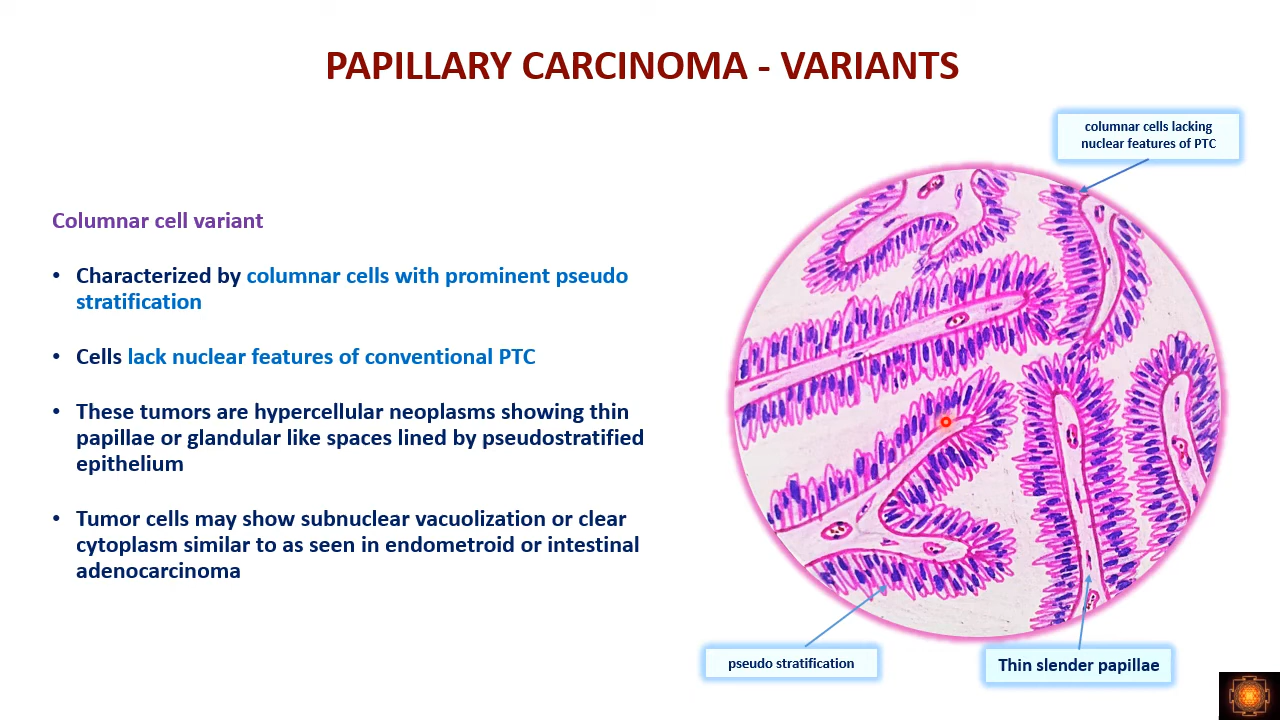 PAPILLARY CARCINOMA - VARIANTS
columnar cells lacking
nuclear features of PTC
Columnar cell variant
• Characterized by columnar cells with prominent pseudo
stratification
• Cells lack nuclear features of conventional PTC
• These tumors are hypercellular neoplasms showing thin
papillae or glandular like spaces lined by pseudostratified
epithelium
• Tumor cells may show subnuclear vacuolization or clear
cytoplasm similar to as seen in endometroid or intestinal
adenocarcinoma
pseudo stratification
Thin slender papillae